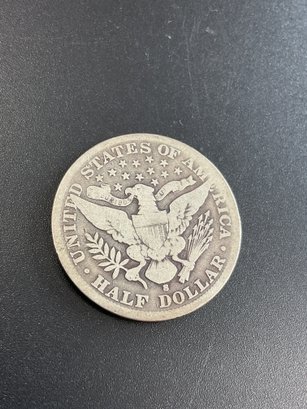 UNITED STATES OF AMERICA
HALF DOLLAR
S